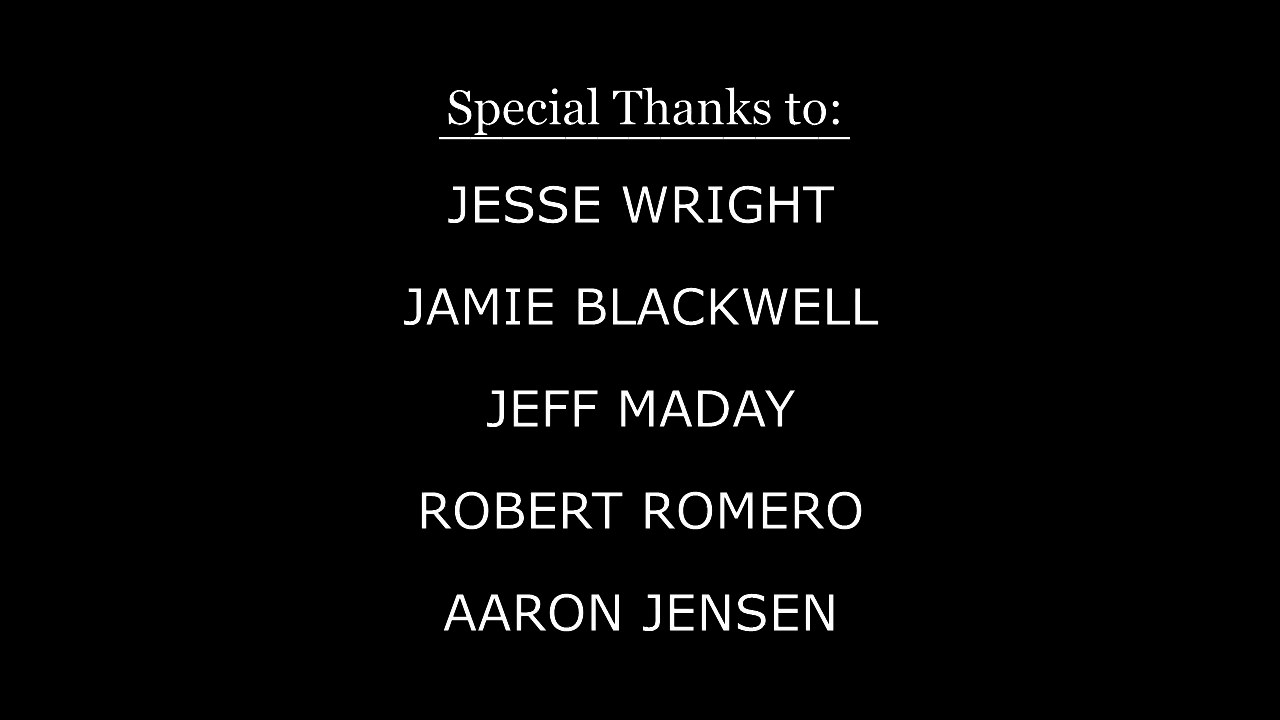 Special Thanks to:
JESSE WRIGHT
JAMIE BLACKWELL
JEFF MADAY
ROBERT ROMERO
AARON JENSEN